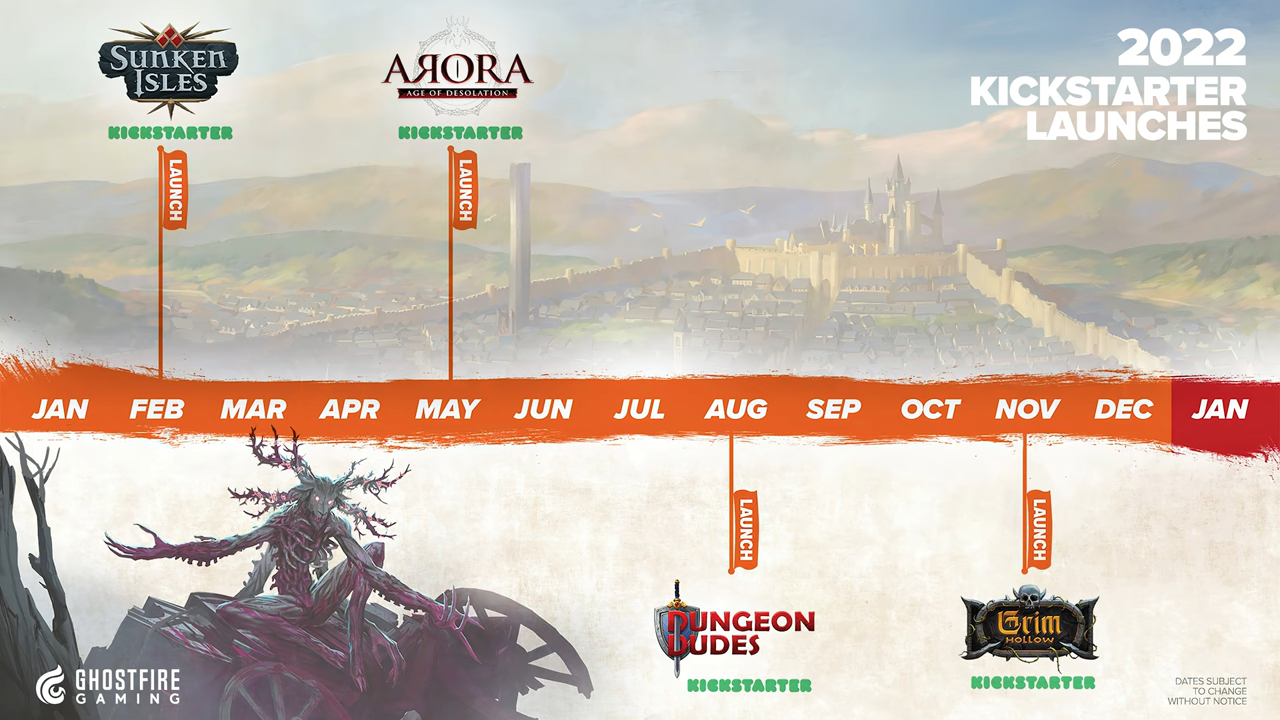 SUNKEN
ISLES
KICKSTARTER
LAUNCH
AЯORA
AGE OF DESOLATION
KICKSTARTER
LAUNCH
2022
KICKSTARTER
LAUNCHES
JAN FEB MAR APR MAY JUN JUL AUG SEP OCT NOV DEC JAN
LAUNCH
DUNGEON
DUDES
KICKSTARTER
LAUNCH
Grim
HOLLOW
KICKSTARTER
GHOSTFIRE
GAMING
DATES SUBJECT
TO CHANGE
WITHOUT NOTICE